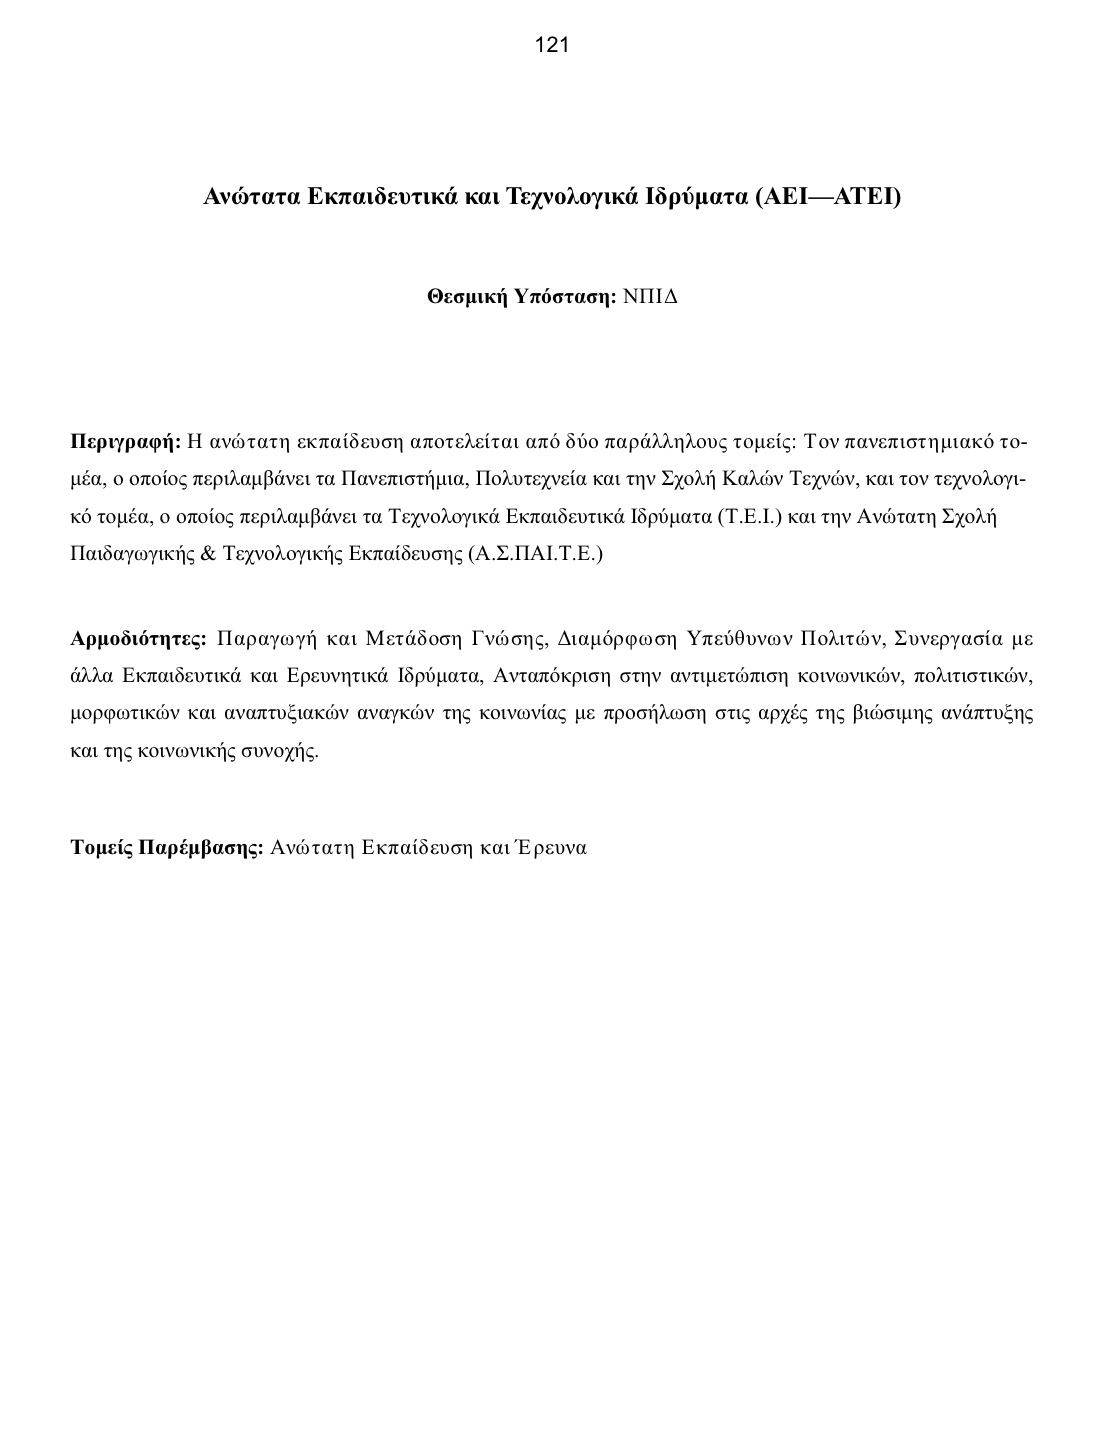 121
Ανώτατα Εκπαιδευτικά και Τεχνολογικά Ιδρύματα (ΑΕΙ—ΑΤΕΙ)
Θεσμική Υπόσταση: ΝΠΙΔ
Περιγραφή: Η ανώτατη εκπαίδευση αποτελείται από δύο παράλληλους τομείς: Τον πανεπιστημιακό το-
μέα, ο οποίος περιλαμβάνει τα Πανεπιστήμια, Πολυτεχνεία και την Σχολή Καλών Τεχνών, και τον τεχνολογι-
κό τομέα, ο οποίος περιλαμβάνει τα Τεχνολογικά Εκπαιδευτικά Ιδρύματα (Τ.Ε.Ι.) και την Ανώτατη Σχολή
Παιδαγωγικής & Τεχνολογικής Εκπαίδευσης (Α.Σ.ΠΑΙ.Τ.Ε.)
Αρμοδιότητες: Παραγωγή και Μετάδοση Γνώσης, Διαμόρφωση Υπεύθυνων Πολιτών, Συνεργασία με
άλλα Εκπαιδευτικά και Ερευνητικά Ιδρύματα, Ανταπόκριση στην αντιμετώπιση κοινωνικών, πολιτιστικών,
μορφωτικών και αναπτυξιακών αναγκών της κοινωνίας με προσήλωση στις αρχές της βιώσιμης ανάπτυξης
και της κοινωνικής συνοχής.
Τομείς Παρέμβασης: Ανώτατη Εκπαίδευση και Έρευνα